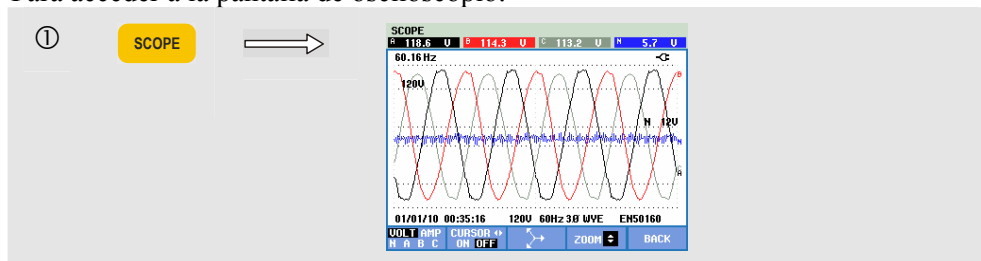 Para acceder a la pantalla de osciloscopio:
① SCOPE
SCOPE
A 118.6 V B 114.3 V C 113.2 V N 5.7 V
60.16 Hz
120V
B
N 12V
N
A
01/01/10 00:35:16 120V 60Hz 3.0 WYE EN50160
VOLT AMP CURSOR ZOOM BACK
N A B C ON OFF